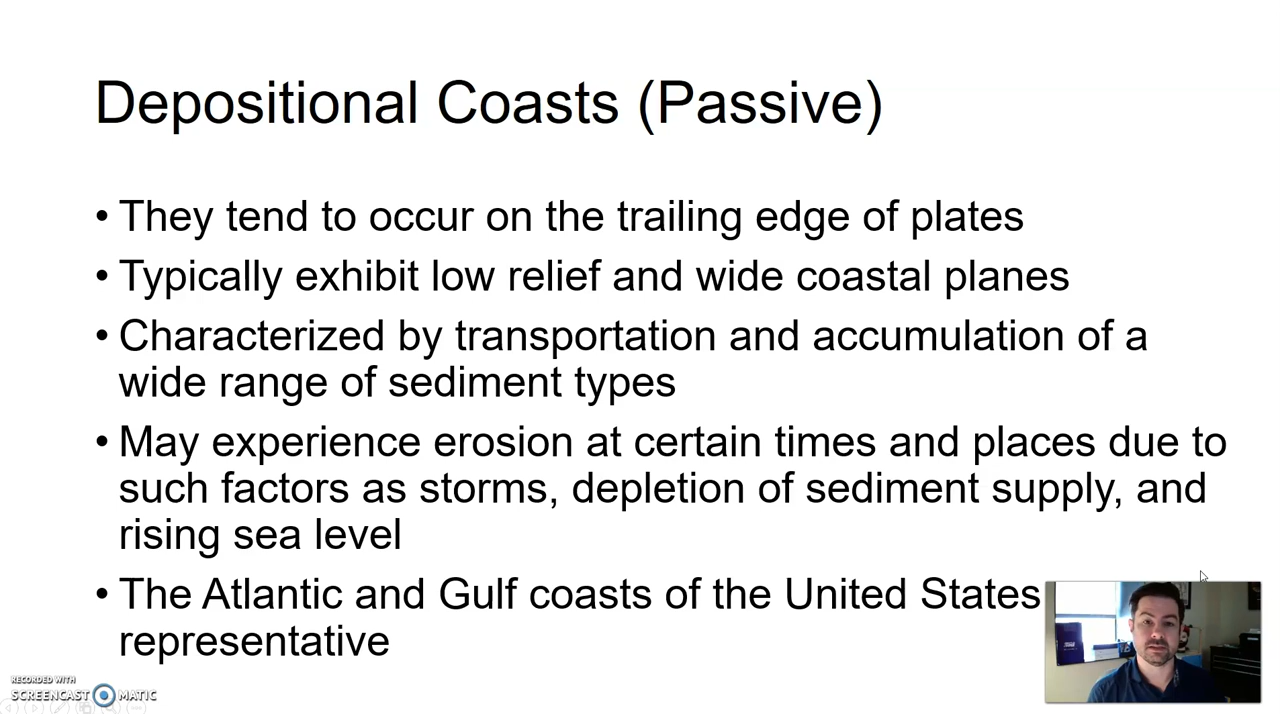 Depositional Coasts (Passive)
• They tend to occur on the trailing edge of plates
• Typically exhibit low relief and wide coastal planes
• Characterized by transportation and accumulation of a
wide range of sediment types
• May experience erosion at certain times and places due to
such factors as storms, depletion of sediment supply, and
rising sea level
• The Atlantic and Gulf coasts of the United States
representative
RECORDED WITH
SCREENCAST MATIC